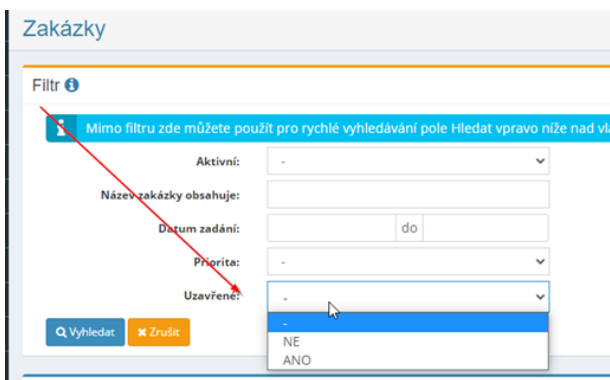 Zakázky
Filtr
Mimo filtru zde můžete použít pro rychlé vyhledávání pole Hledat vpravo níže nad
Aktivní: -
Název zakázky obsahuje:
Datum zadání: do
Priorita: -
Uzavřené: -
-
Vyhledat Zrušit
NE
ANO